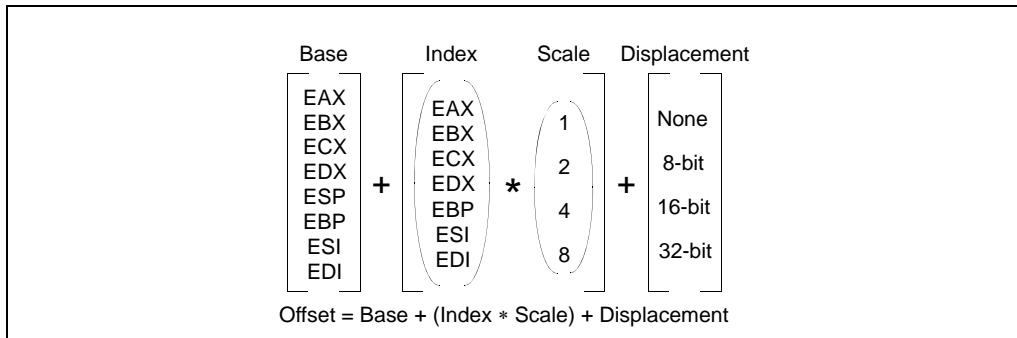 Base Index Scale Displacement
EAX
EBX
ECX
EDX
ESP
EBP
ESI
EDI
+
EAX
EBX
ECX
EDX
EBP
ESI
EDI
*
1
2
4
8
+
None
8-bit
16-bit
32-bit
Offset = Base + (Index ∗ Scale) + Displacement